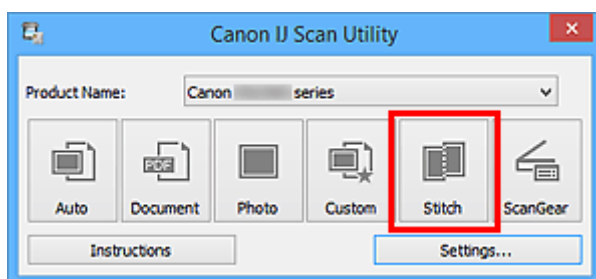 Canon IJ Scan Utility
Product Name: Canon series
PDF
Auto Document Photo Custom Stitch ScanGear
Instructions Settings...